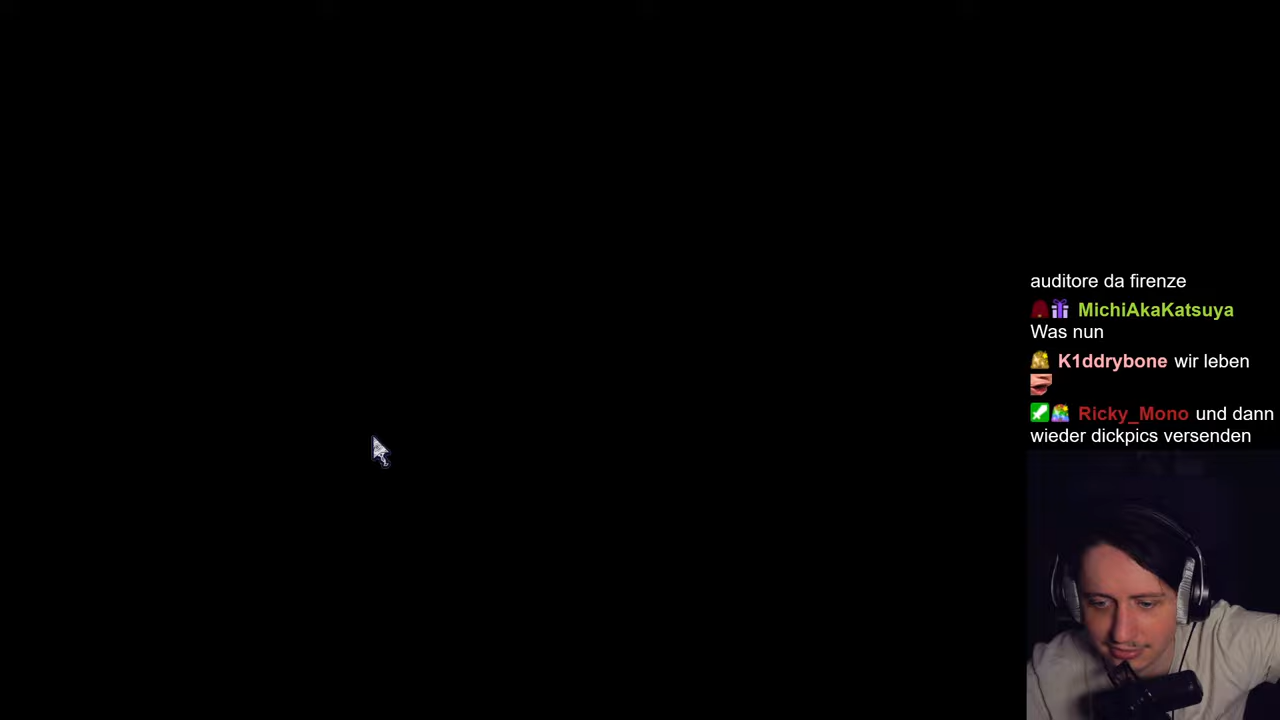 auditore da firenze
MichiAkaKatsuya
Was nun
K1ddrybone wir leben
Ricky_Mono und dann
wieder dickpics versenden